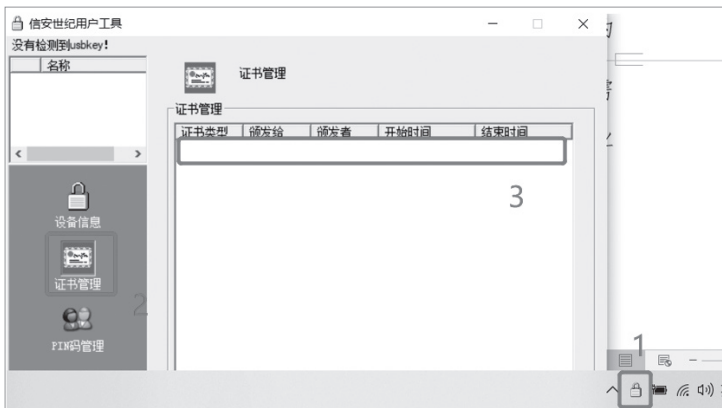 信安世纪用户工具
没有检测到usbkey!
名称
证书管理
证书管理
证书类型 颁发给 颁发者 开始时间 结束时间
3
设备信息
证书管理
2
PIN码管理
1